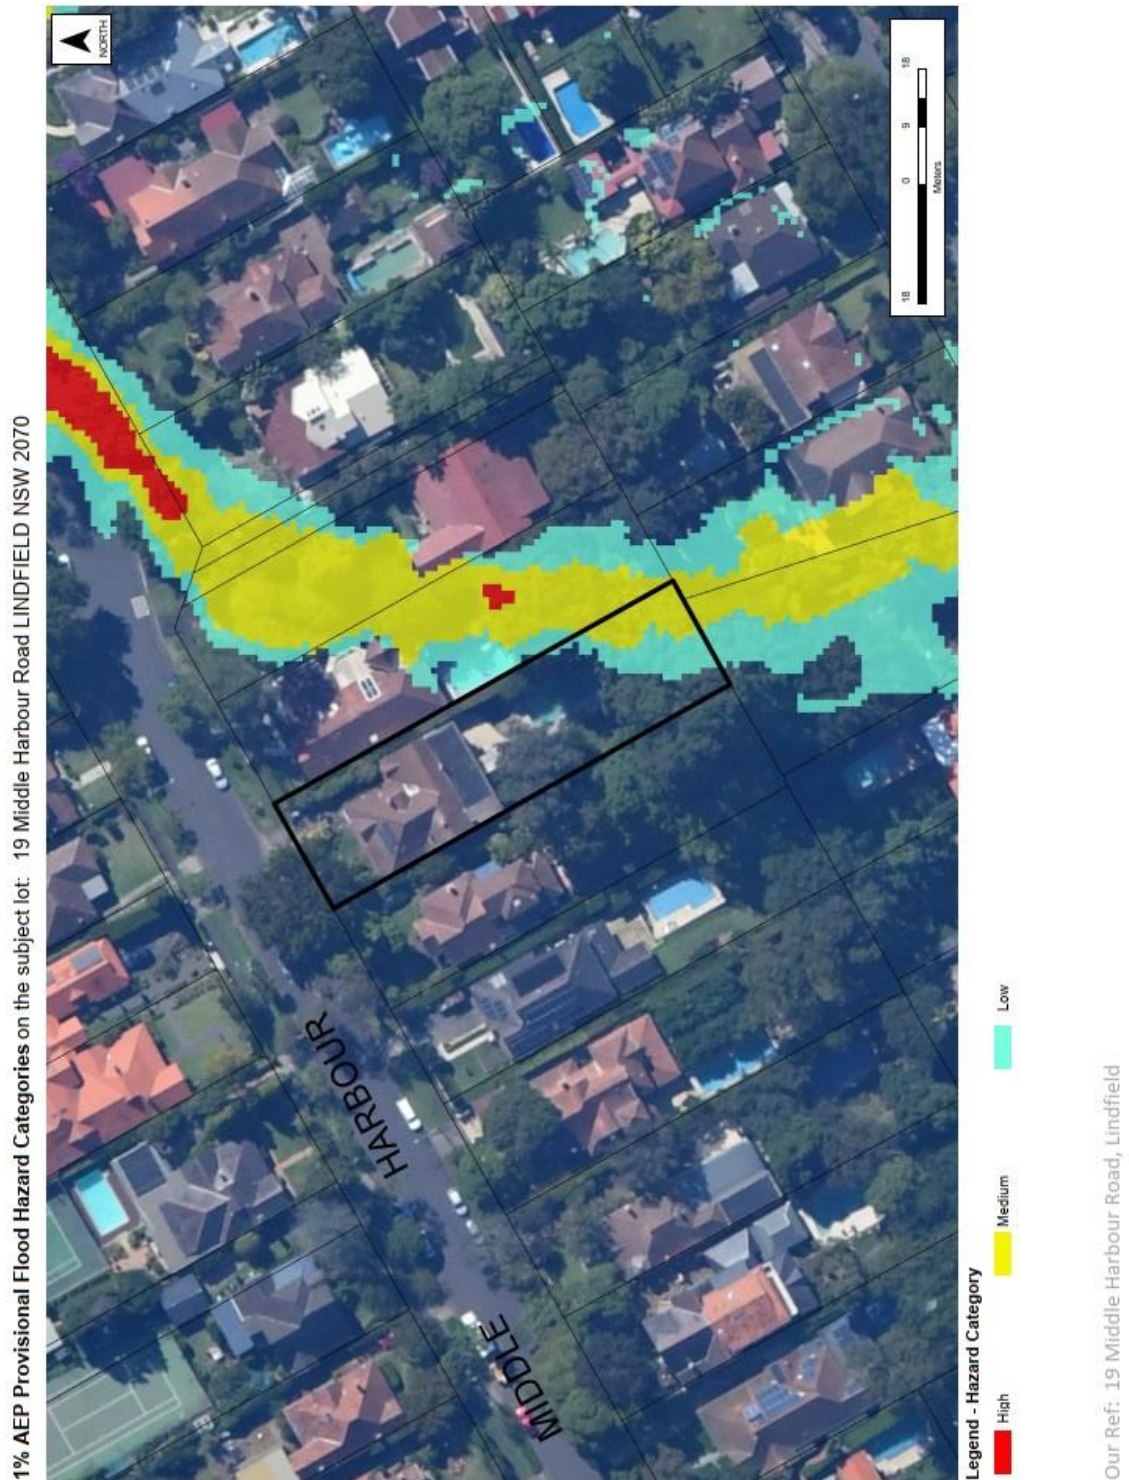 1% AEP Provisional Flood Hazard Categories on the subject lot: 19 Middle Harbour Road LINDFIELD NSW 2070
NORTH
MIDDLE HARBOUR
18 9 0 18
Meters
Legend - Hazard Category
High Medium Low
Our Ref: 19 Middle Harbour Road, Lindfield